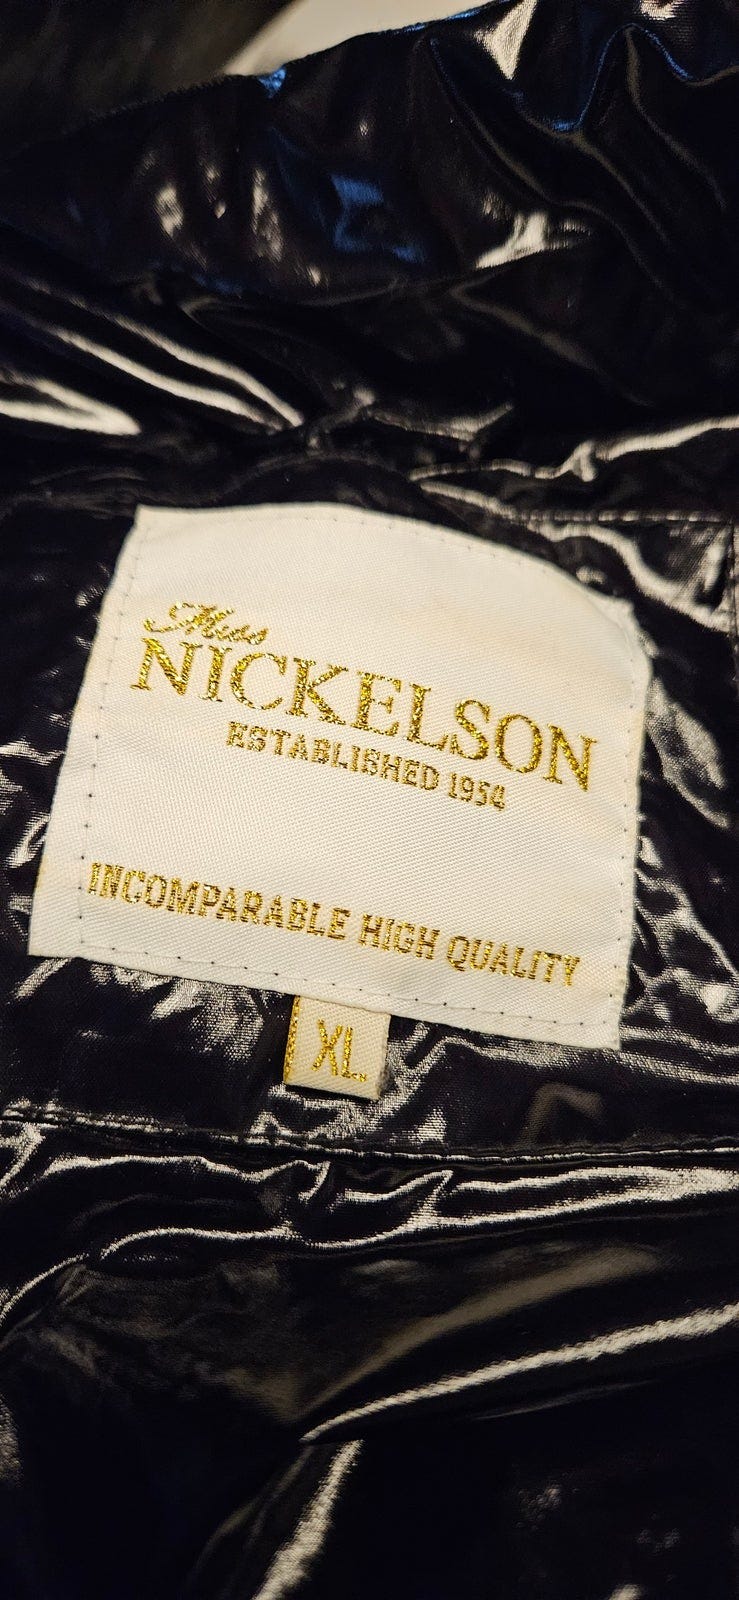 Miss
NICKELSON
ESTABLISHED 1954
INCOMPARABLE HIGH QUALITY
XL